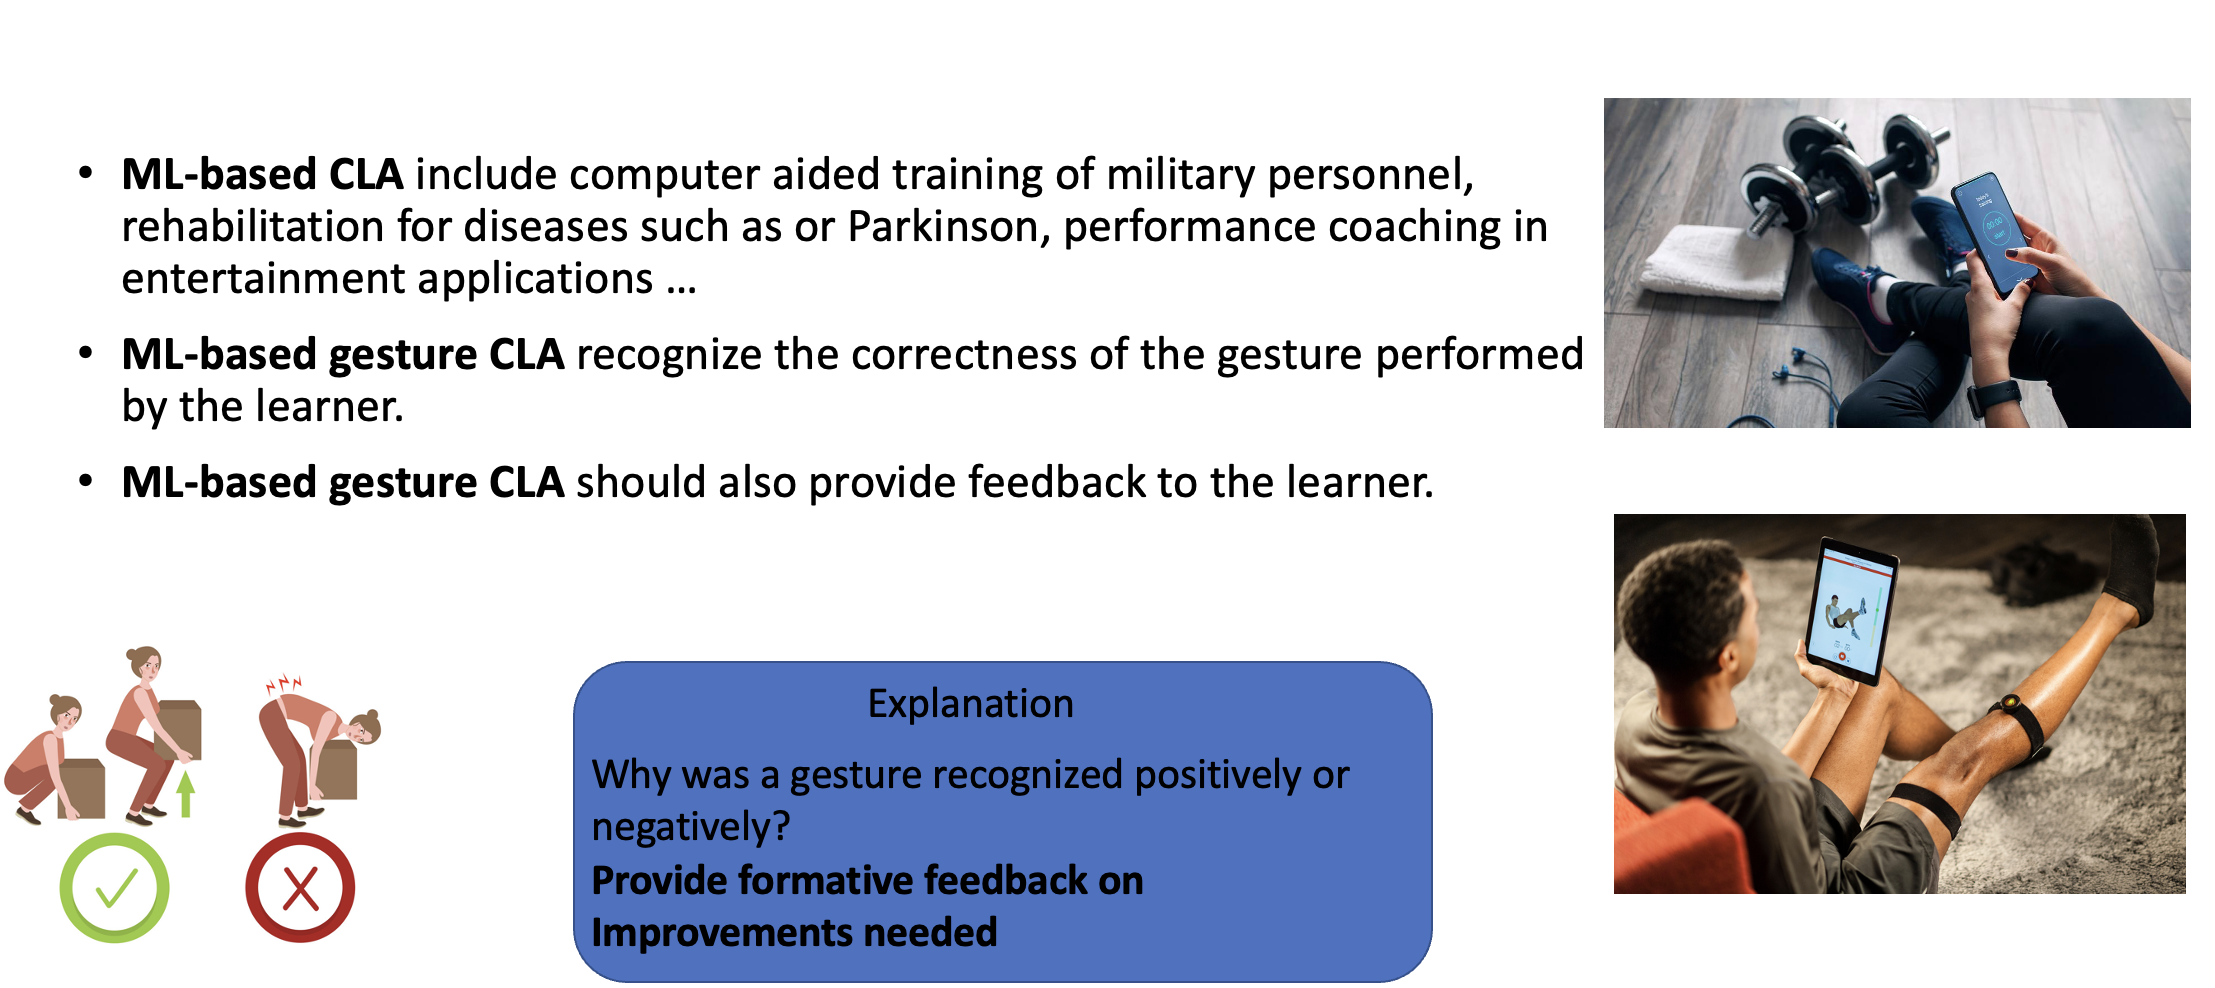 • ML-based CLA include computer aided training of military personnel,
rehabilitation for diseases such as or Parkinson, performance coaching in
entertainment applications ...
• ML-based gesture CLA recognize the correctness of the gesture performed
by the learner.
• ML-based gesture CLA should also provide feedback to the learner.
Explanation
Why was a gesture recognized positively or
negatively?
Provide formative feedback on
Improvements needed
00:00